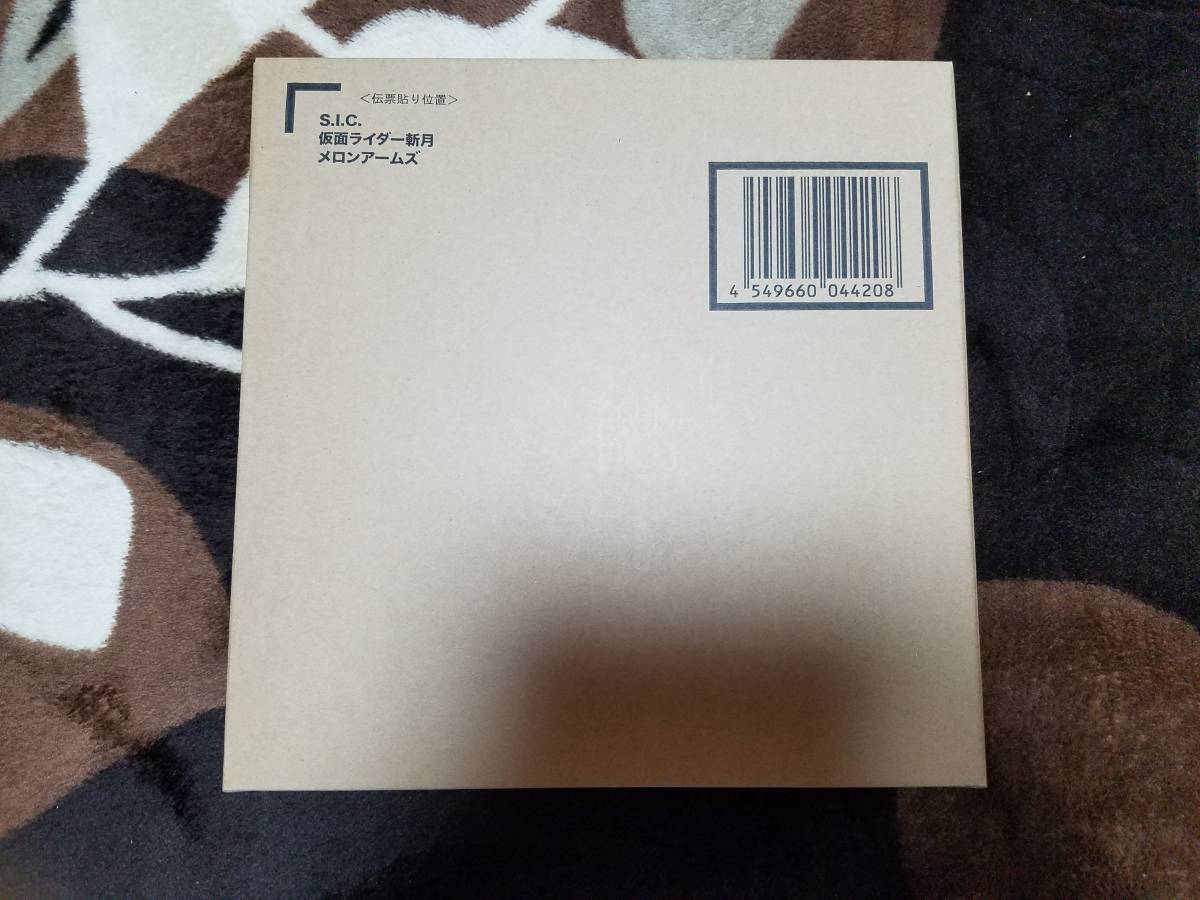 ＜伝票貼り位置＞
S.I.C.
仮面ライダー斬月
メロンアームズ
4 549660 044208